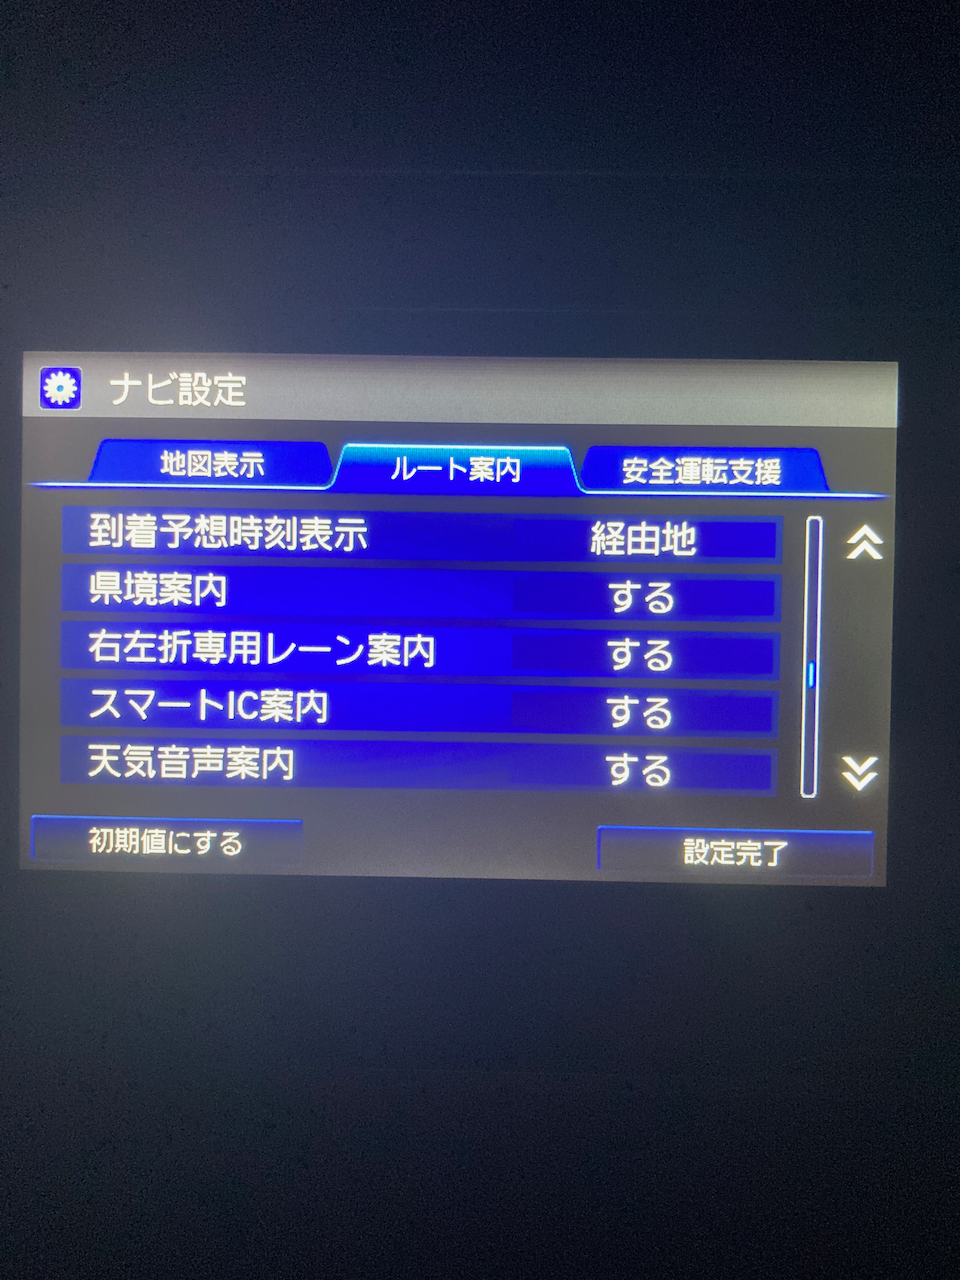 ナビ設定
地図表示 ルート案内 安全運転支援
到着予想時刻表示 経由地
県境案内 する
右左折専用レーン案内 する
スマートIC案内 する
天気音声案内 する
初期値にする 設定完了